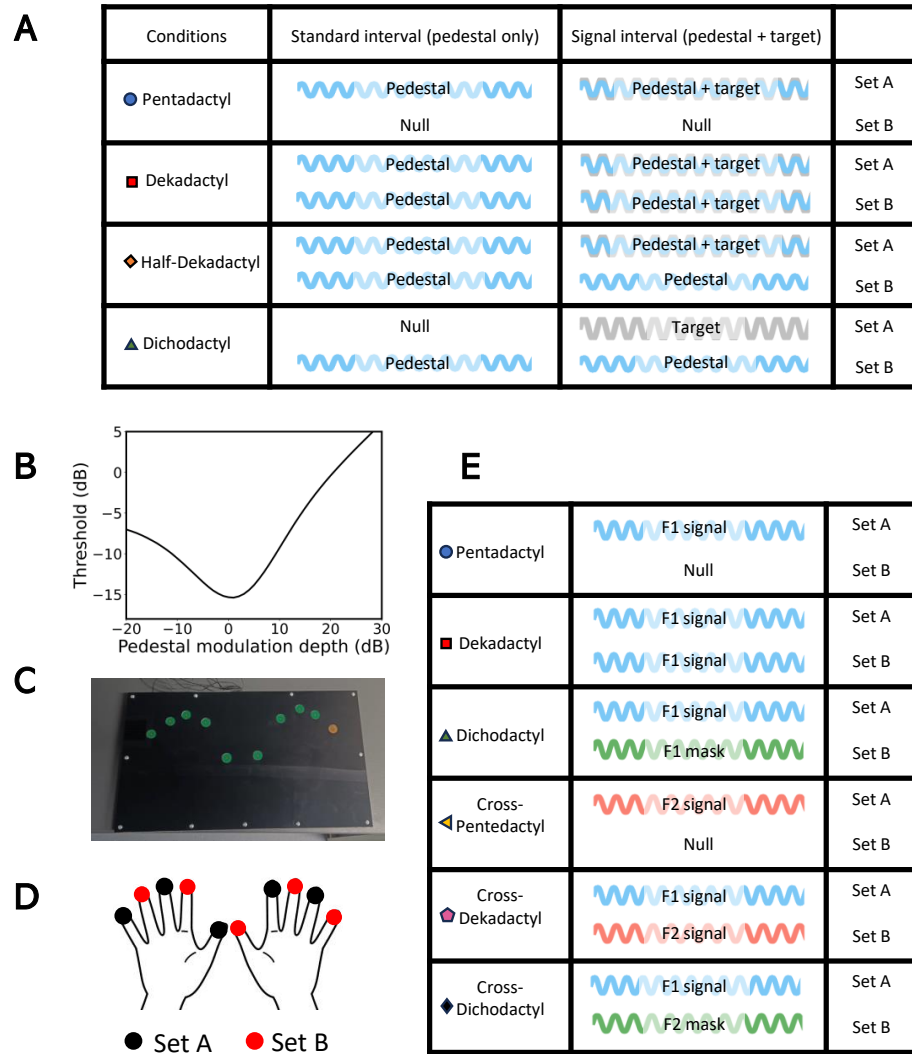 A
Conditions
Standard interval (pedestal only)
Signal interval (pedestal + target)
Pentadactyl
Pedestal
Pedestal + target
Set A
Null
Null
Set B
Dekadactyl
Pedestal
Pedestal + target
Set A
Pedestal
Pedestal + target
Set B
Half-Dekadactyl
Pedestal
Pedestal + target
Set A
Pedestal
Pedestal
Set B
Dichodactyl
Null
Target
Set A
Pedestal
Pedestal
Set B
B
Threshold (dB)
5
0
−5
−10
−15
−20
−10
0
10
20
30
Pedestal modulation depth (dB)
C
D
Set A
Set B
E
Pentadactyl
F1 signal
Set A
Null
Set B
Dekadactyl
F1 signal
Set A
F1 signal
Set B
Dichodactyl
F1 signal
Set A
F1 mask
Set B
Cross-
Pentedactyl
F2 signal
Set A
Null
Set B
Cross-
Dekadactyl
F1 signal
Set A
F2 signal
Set B
Cross-
Dichodactyl
F1 signal
Set A
F2 mask
Set B